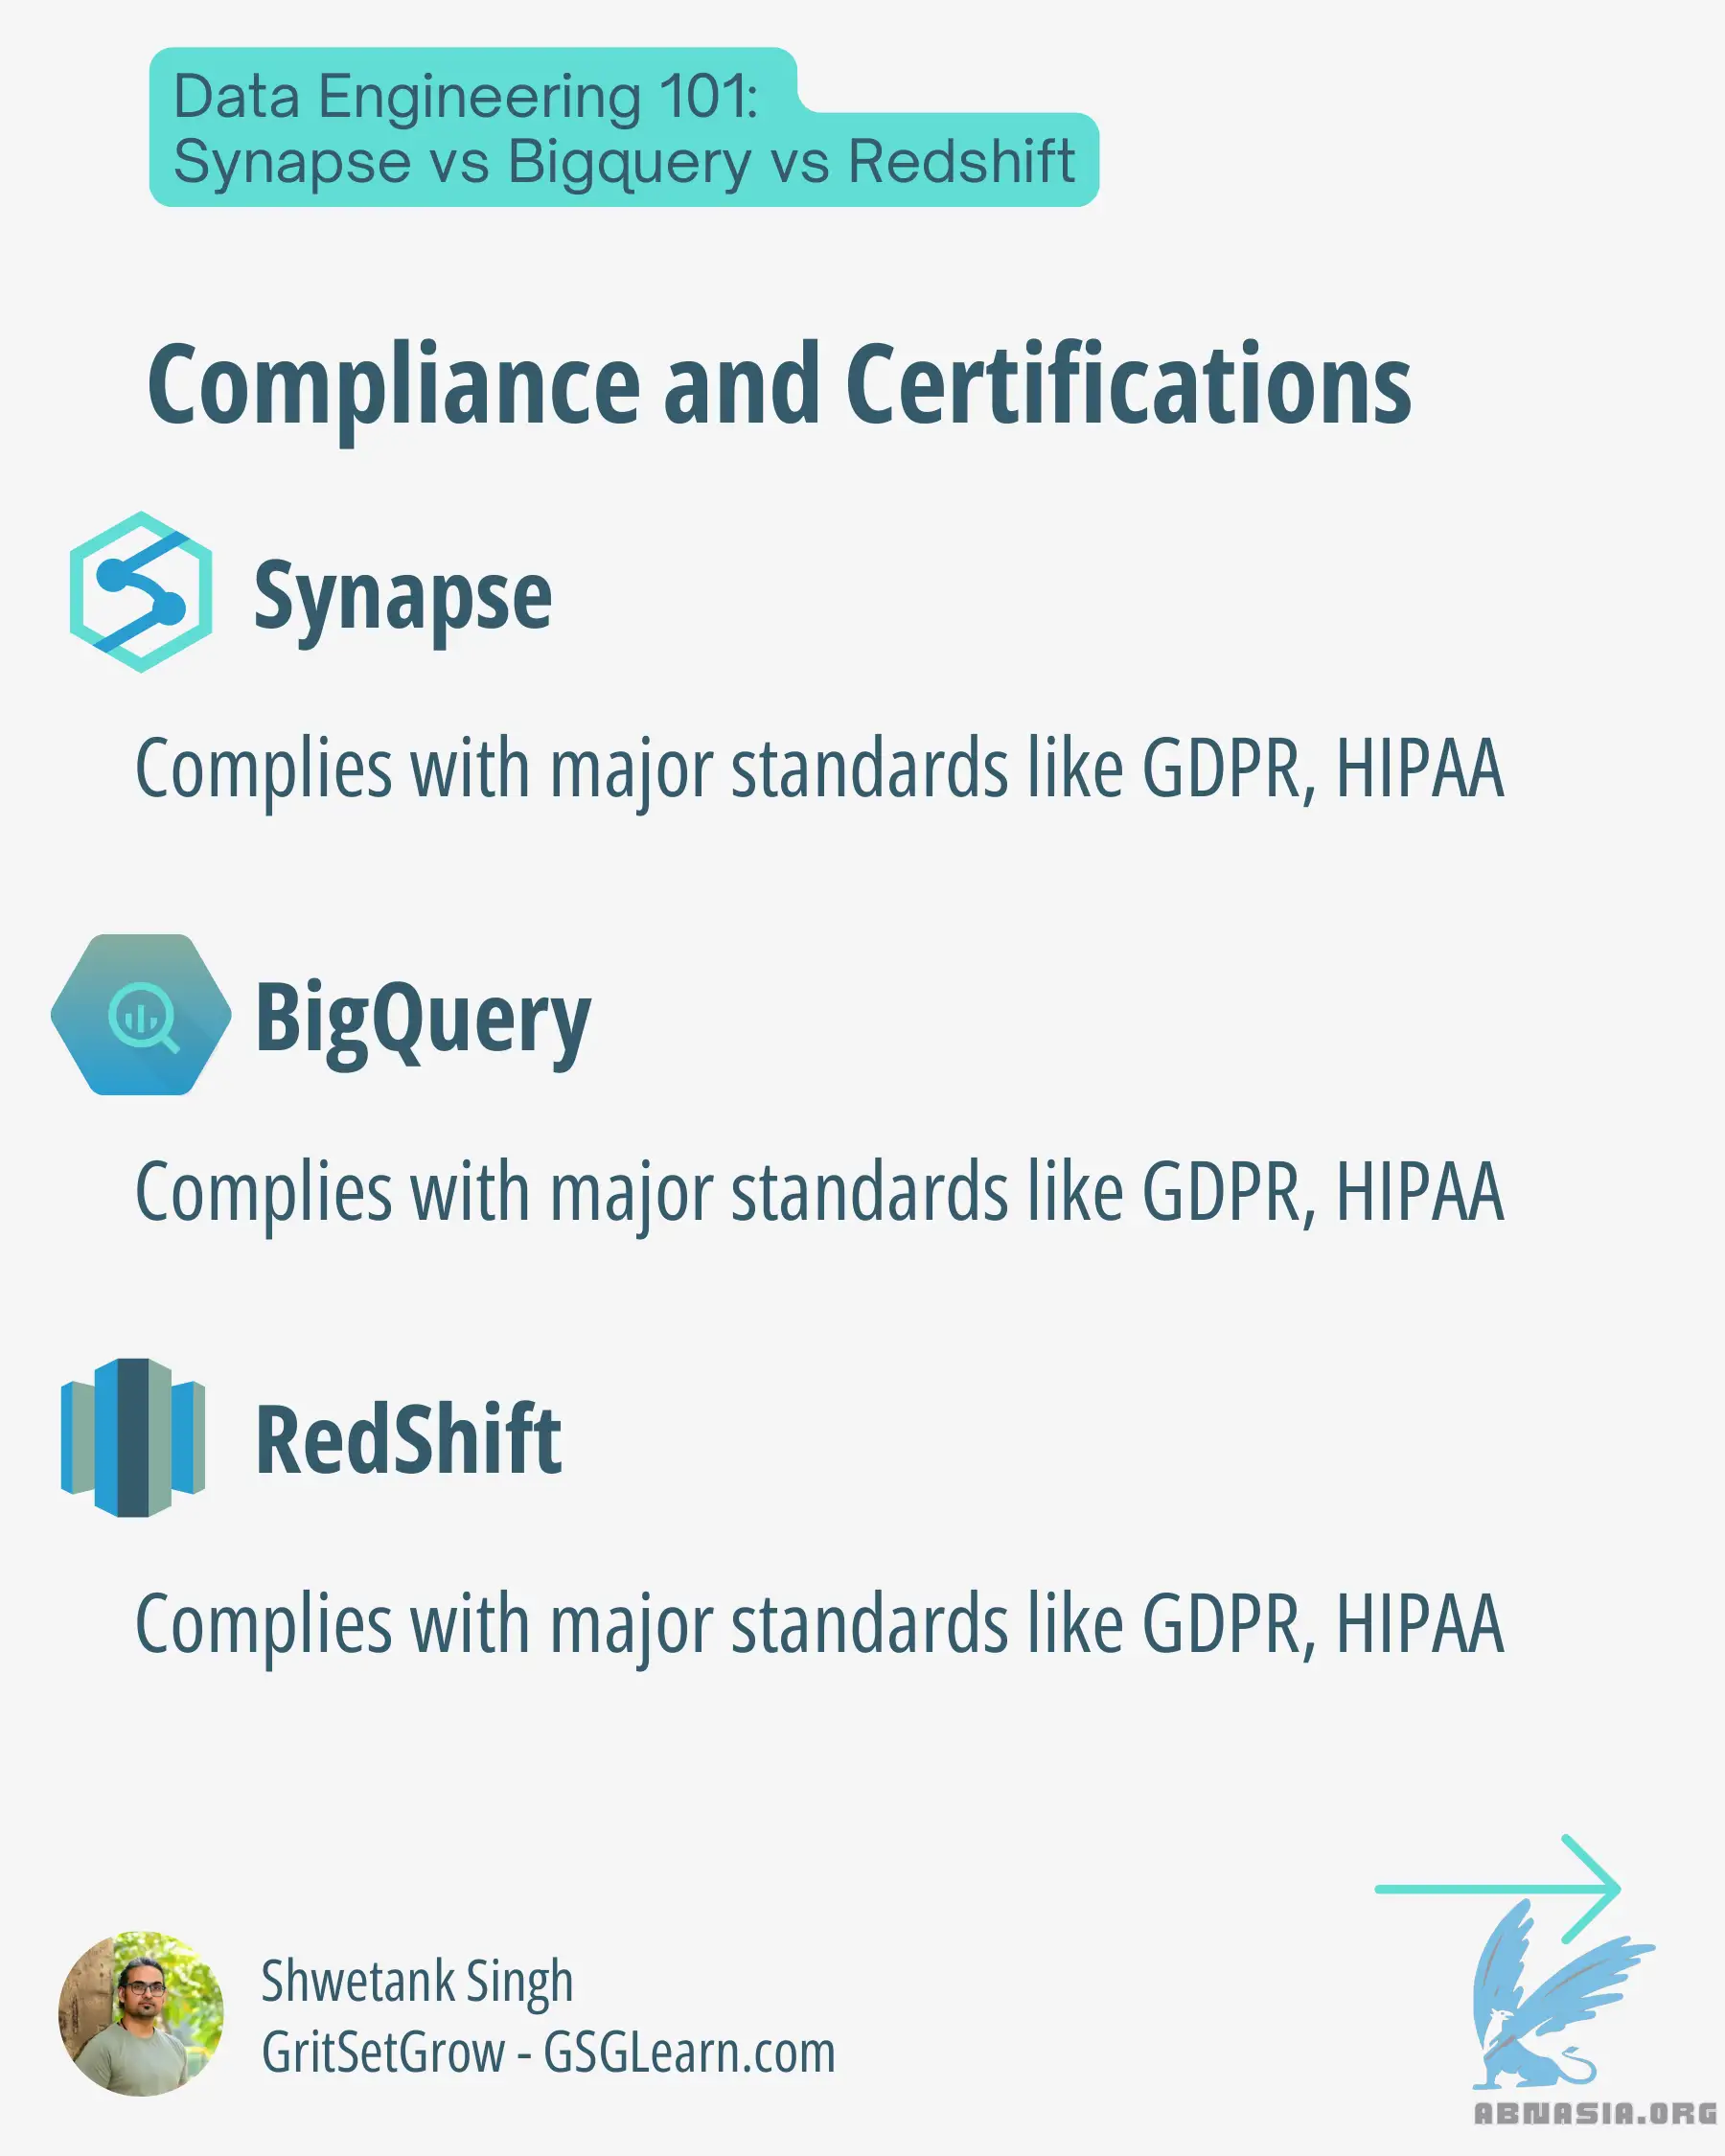 Data Engineering 101:
Synapse vs Bigquery vs Redshift
Compliance and Certifications
Synapse
Complies with major standards like GDPR, HIPAA
BigQuery
Complies with major standards like GDPR, HIPAA
RedShift
Complies with major standards like GDPR, HIPAA
Shwetank Singh
GritSetGrow - GSGLearn.com
ABNASIA.ORG